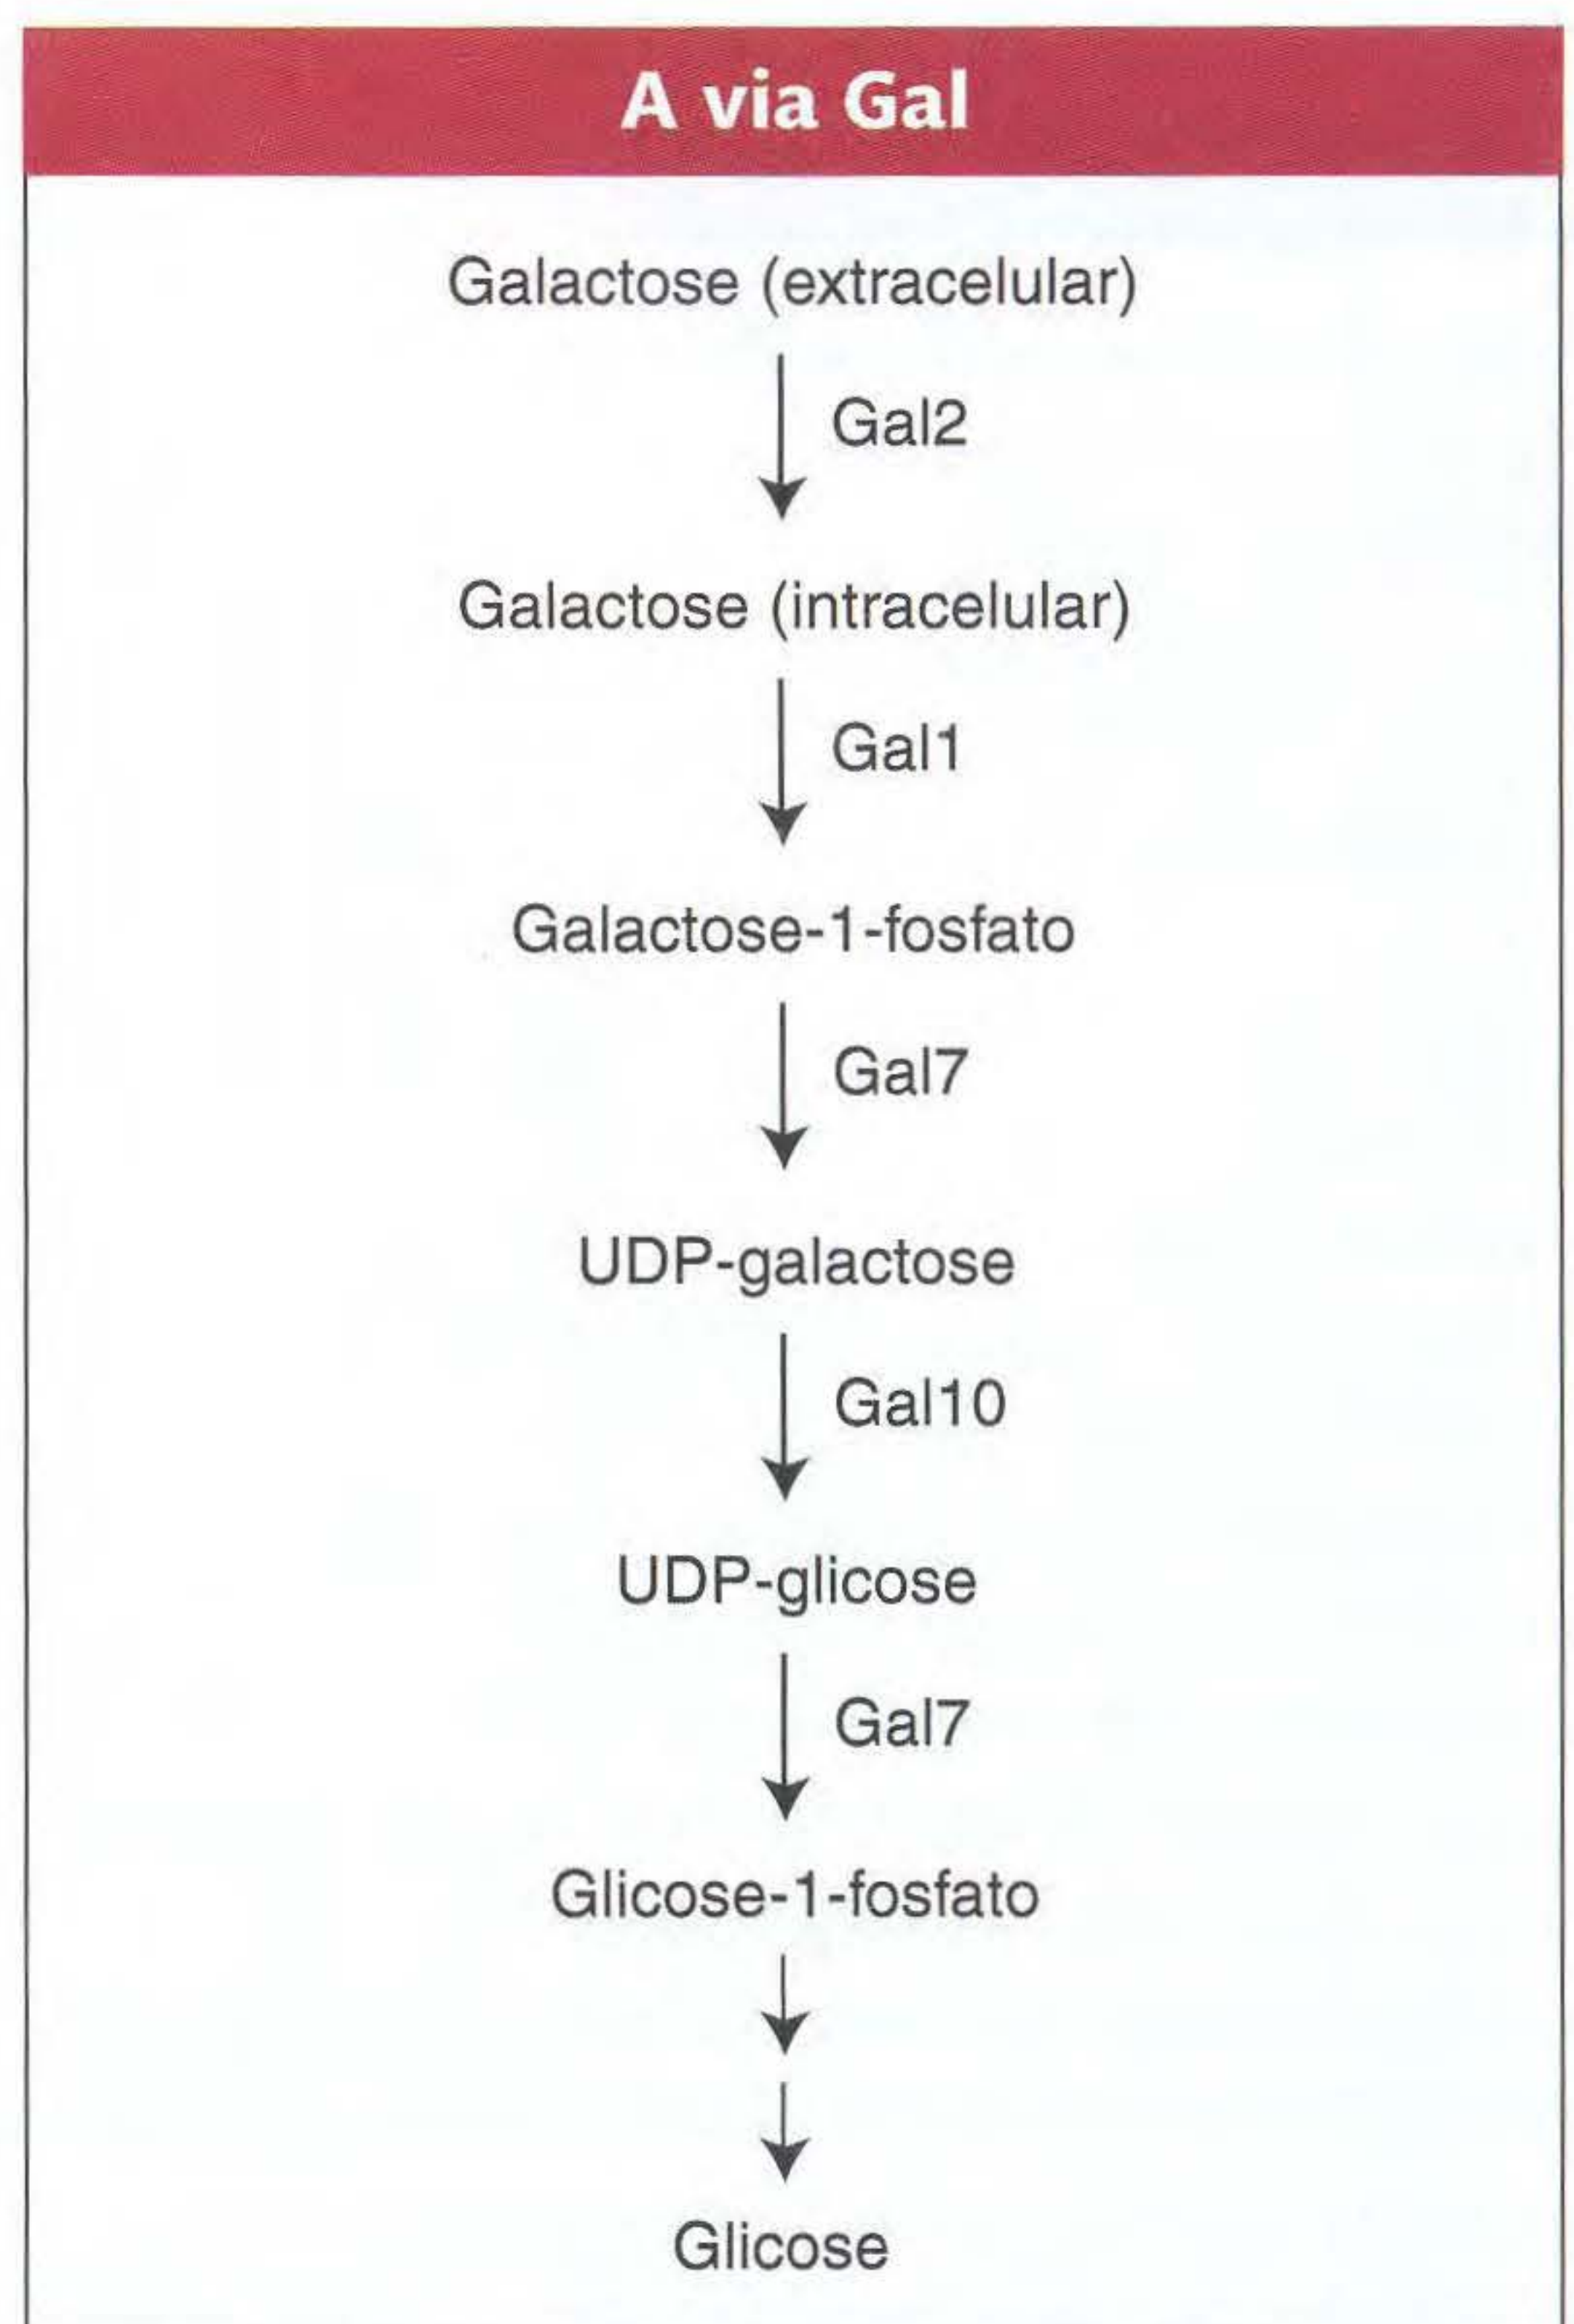 A via Gal
Galactose (extracelular)
Gal2
Galactose (intracelular)
Gal1
Galactose-1-fosfato
Gal7
UDP-galactose
Gal10
UDP-glicose
Gal7
Glicose-1-fosfato
Glicose